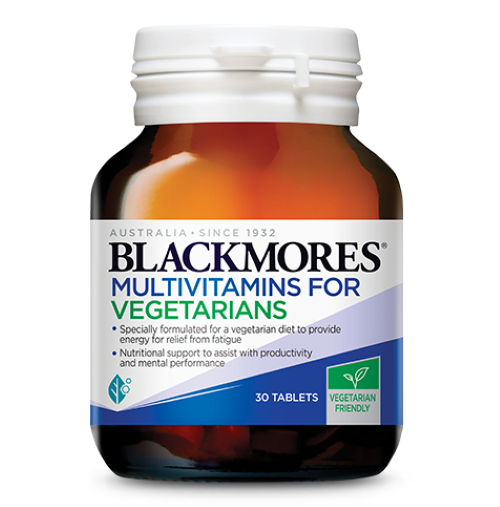 AUSTRALIA • SINCE 1932
BLACKMORES®
MULTIVITAMINS FOR
VEGETARIANS
• Specially formulated for a vegetarian diet to provide
energy for relief from fatigue
• Nutritional support to assist with productivity
and mental performance
30 TABLETS
VEGETARIAN
FRIENDLY